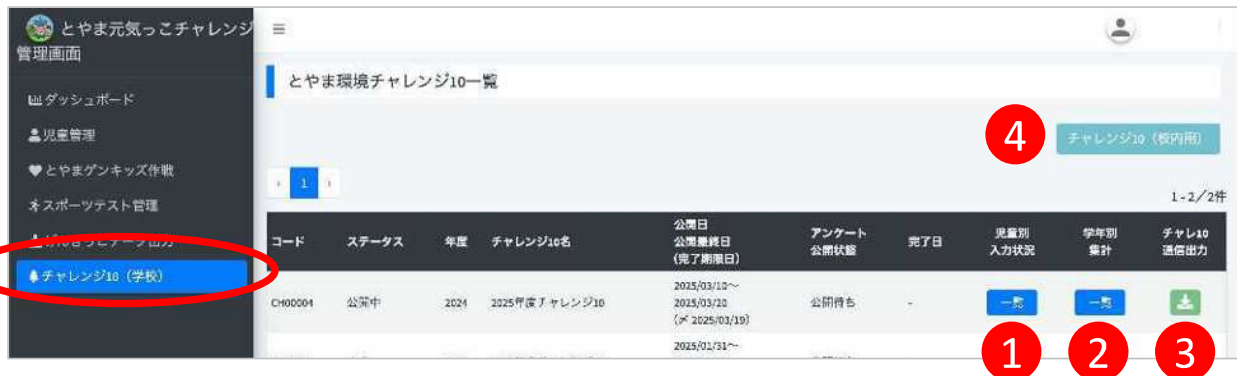 とやま元気っこチャレンジ
管理画面
ダッシュボード
児童管理
とやまゲンキッズ作戦
スポーツテスト管理
チャレンジ10（学校）
とやま環境チャレンジ10一覧
4
チャレンジ10（校内用）
1
1-2／2件
コード ステータス 年度 チャレンジ10名 公開日 公開最終日 (完了期限日) アンケート公開状態 完了日 児童別入力状況 学年別集計 チャレ10通信出力
CH00004 公開中 2024 2025年度チャレンジ10 2025/03/10～ 2025/03/20 (〆 2025/03/19) 公開待ち - 一覧 一覧
2025/01/31～
1 2 3